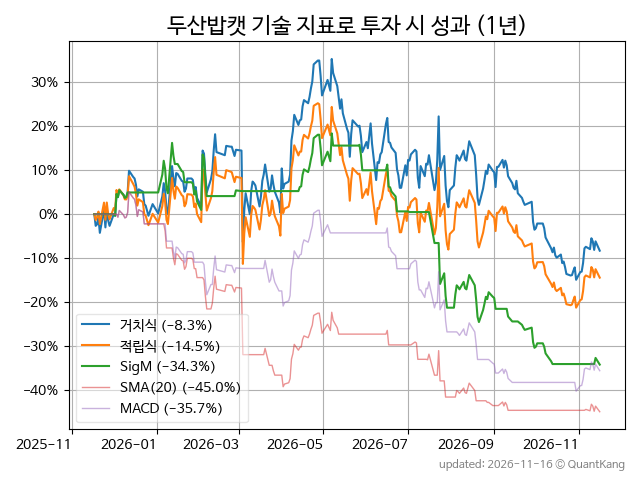 두산밥캣 기술 지표로 투자 시 성과 (1년)
30%
20%
10%
0%
−10%
−20%
−30%
−40%
거치식 (−8.3%)
적립식 (−14.5%)
SigM (−34.3%)
SMA(20) (−45.0%)
MACD (−35.7%)
2025-11 2026-01 2026-03 2026-05 2026-07 2026-09 2026-11
updated: 2026-11-16 ⓒ QuantKang